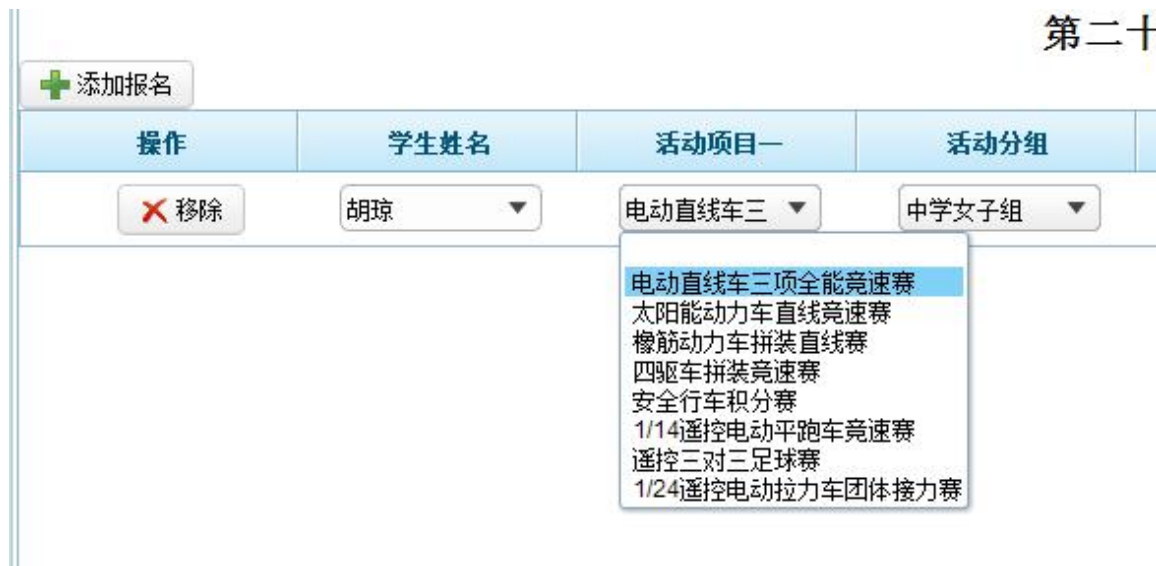 第二十
添加报名
操作 学生姓名 活动项目一 活动分组
移除 胡琼 电动直线车三 中学女子组
电动直线车三项全能竞速赛
太阳能动力车直线竞速赛
橡筋动力车拼装直线赛
四驱车拼装竞速赛
安全行车积分赛
1/14遥控电动平跑车竞速赛
遥控三对三足球赛
1/24遥控电动拉力车团体接力赛